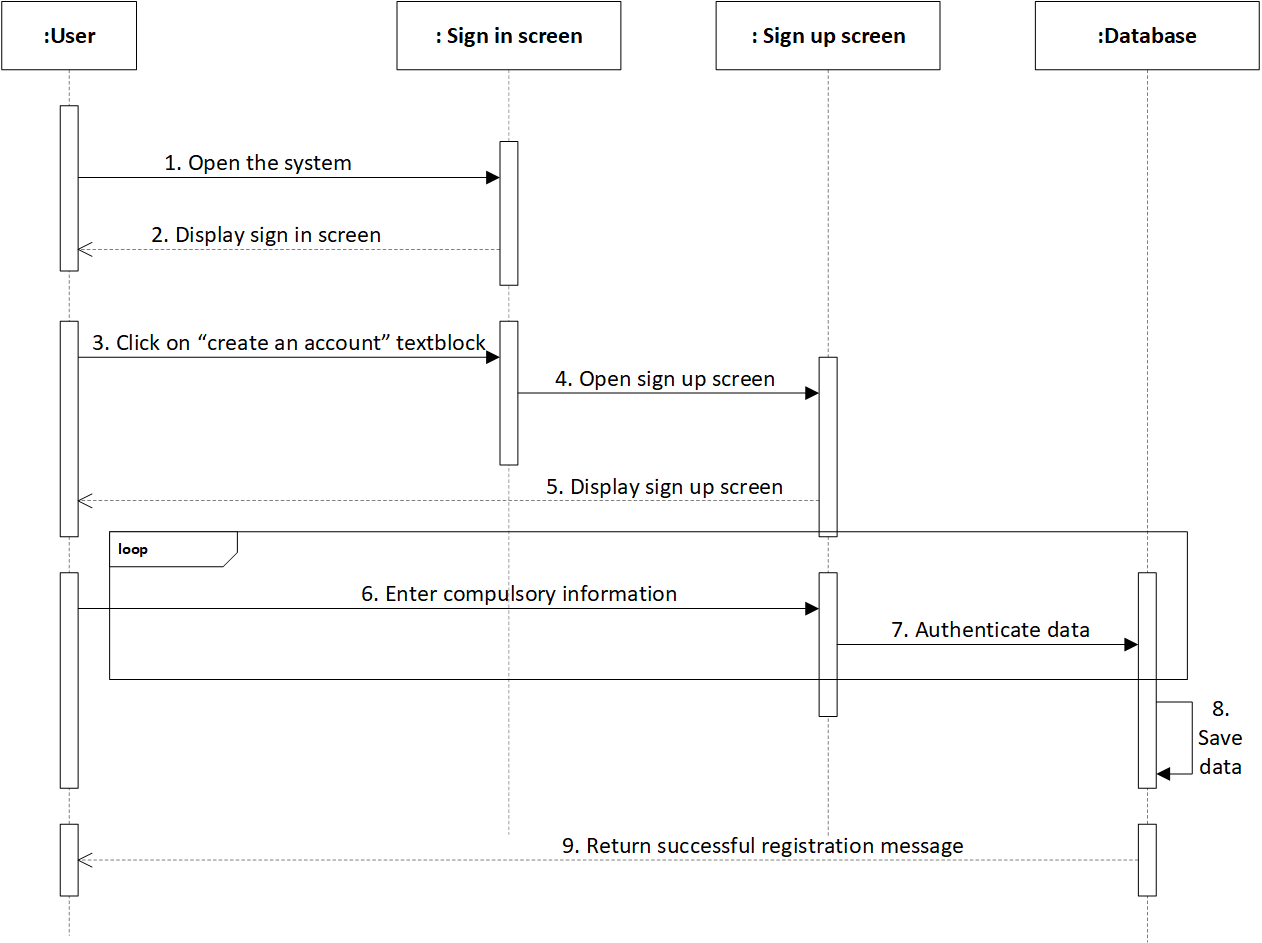 :User
: Sign in screen
: Sign up screen
:Database
1. Open the system
2. Display sign in screen
3. Click on “create an account” textblock
4. Open sign up screen
5. Display sign up screen
loop
6. Enter compulsory information
7. Authenticate data
8.
Save
data
9. Return successful registration message